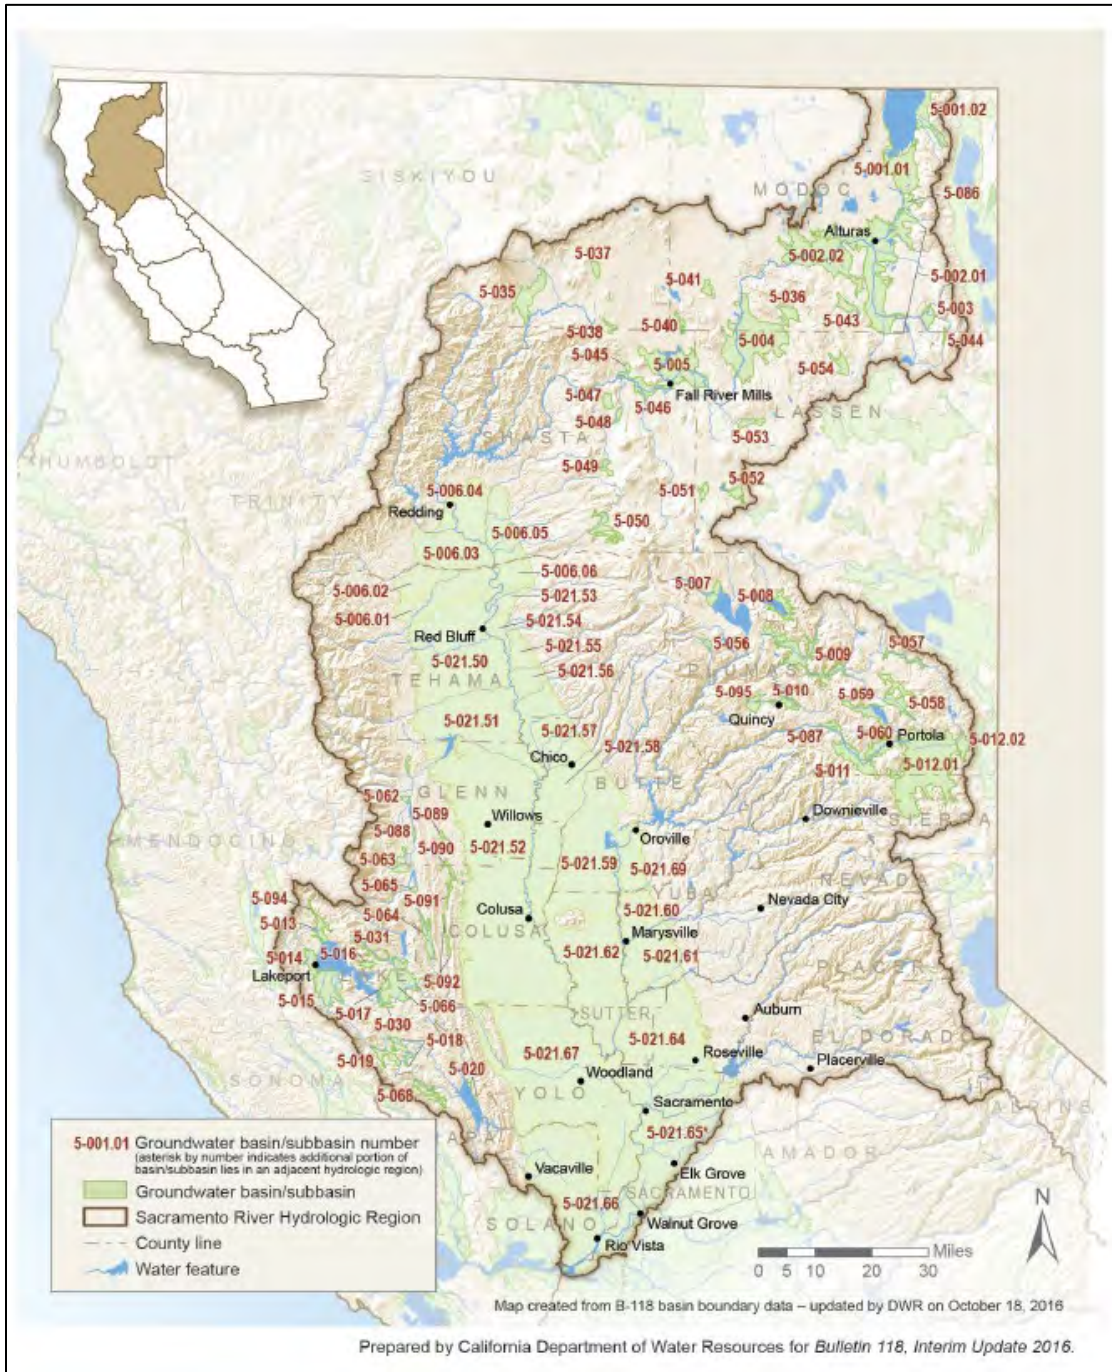 5-001.02
5-001.01
SISKIYOU
MODOC
5-086
Alturas
5-037
5-002.02
5-041
5-002.01
5-035
5-036
5-003
5-038
5-040
5-043
5-044
5-004
5-045
5-005
5-054
Fall River Mills
5-047
5-046
LASSEN
5-048
SHASTA
5-053
HUMBOLDT
5-049
5-052
TRINITY
5-006.04
5-051
Redding
5-050
5-006.05
5-006.03
5-006.06
5-007
5-006.02
5-021.53
5-008
5-006.01
5-021.54
Red Bluff
5-021.55
5-056
5-057
5-009
5-021.50
5-021.56
PLUMAS
TEHAMA
5-095
5-010
5-059
5-058
Quincy
5-021.51
5-021.57
5-087
5-060
Portola
5-012.02
5-021.58
Chico
5-012.01
5-011
BUTTE
5-062
GLENN
5-089
Downieville
SIERRA
Willows
5-088
Oroville
MENDOCINO
5-090
5-021.52
5-063
5-021.59
5-021.69
5-065
NEVADA
5-094
5-091
YUBA
5-064
Colusa
5-021.60
Nevada City
5-013
COLUSA
5-031
Marysville
5-016
5-021.62
5-021.61
5-014
PLACER
Lakeport
LAKE
5-092
5-015
5-066
5-017
Auburn
SUTTER
5-030
5-018
5-021.64
EL DORADO
5-019
5-021.67
Roseville
Placerville
5-020
SONOMA
Woodland
5-068
YOLO
Sacramento
ALPINE
NAPA
5-021.65*
AMADOR
Elk Grove
Vacaville
SACRAMENTO
5-021.66
SOLANO
Walnut Grove
Rio Vista
5-001.01 Groundwater basin/subbasin number
(asterisk by number indicates additional portion of
basin/subbasin lies in an adjacent hydrologic region)
Groundwater basin/subbasin
Sacramento River Hydrologic Region
County line
Water feature
N
Miles
0 5 10 20 30
Map created from B-118 basin boundary data – updated by DWR on October 18, 2016
Prepared by California Department of Water Resources for Bulletin 118, Interim Update 2016.